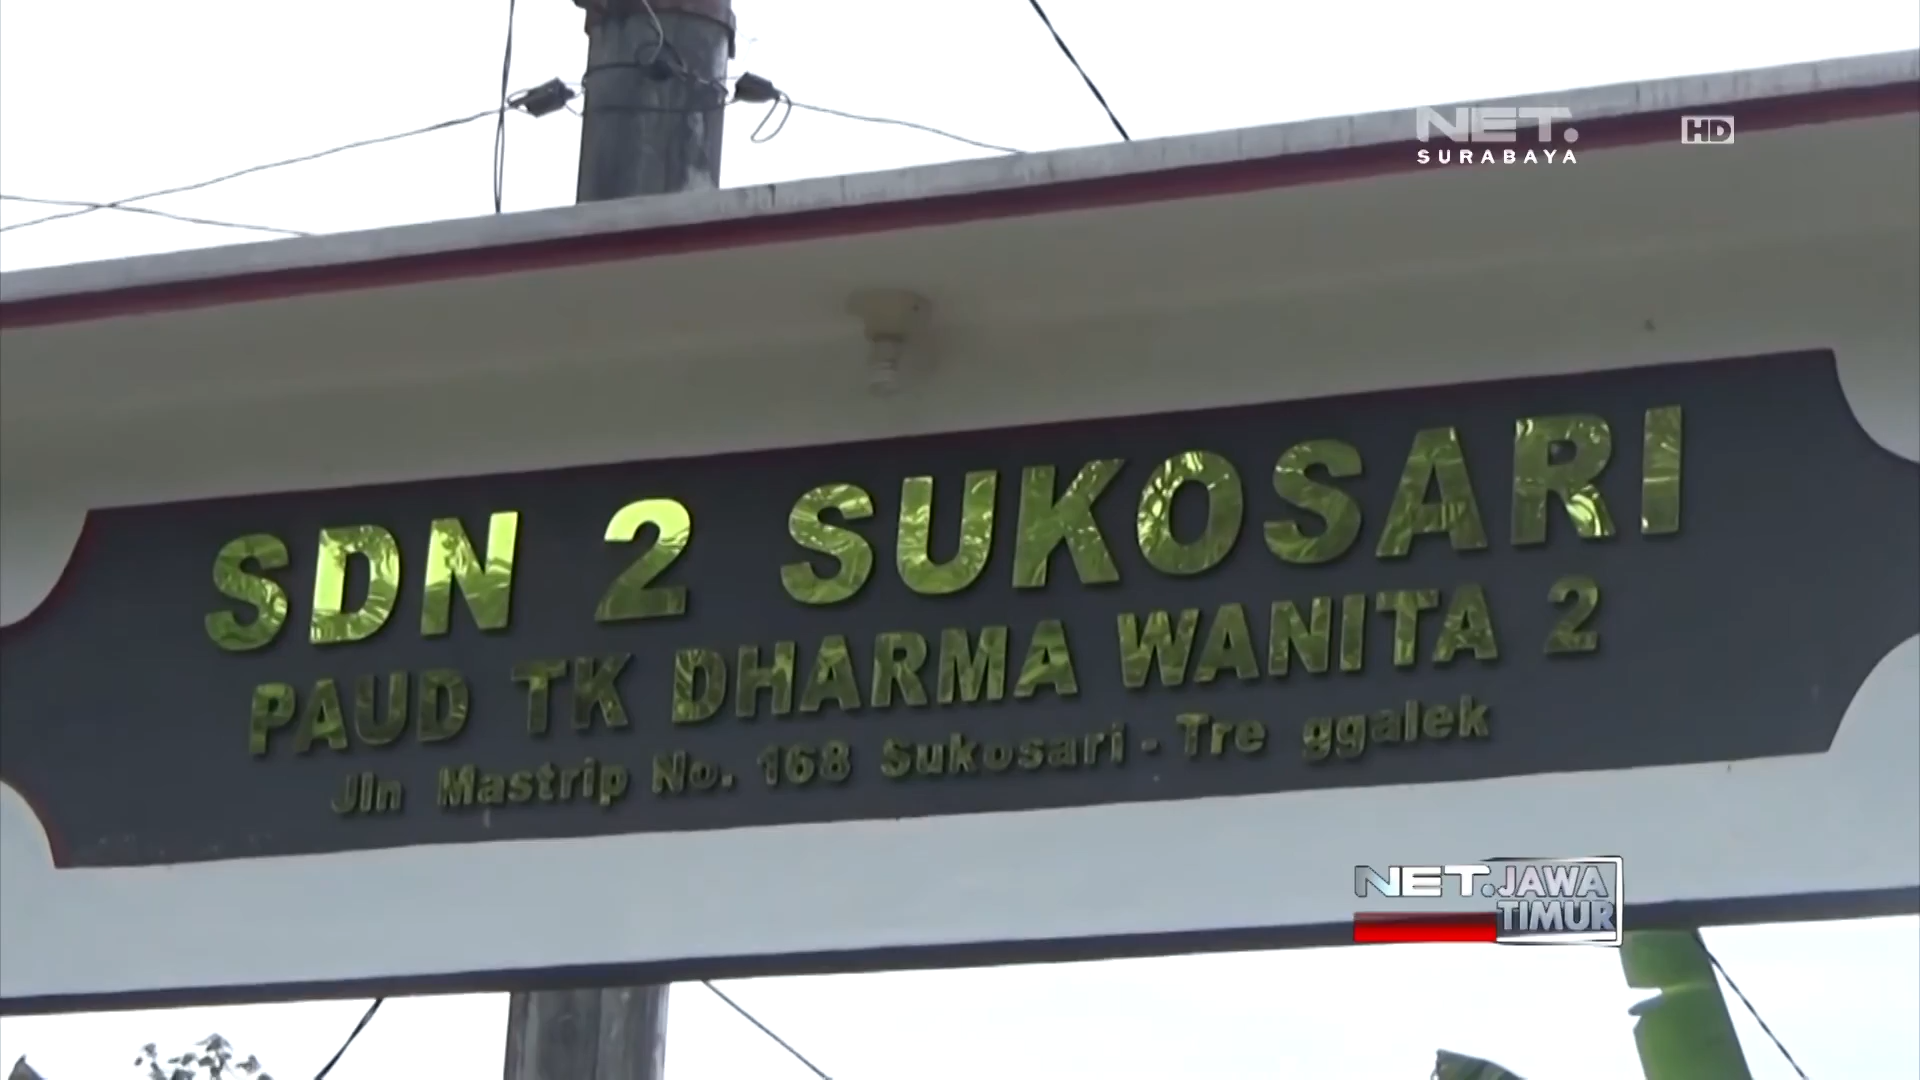 NET.
SURABAYA
HD
SDN 2 SUKOSARI
PAUD TK DHARMA WANITA 2
Jln Mastrip No. 168 Sukosari - Tre ggalek
NET. JAWA
TIMUR